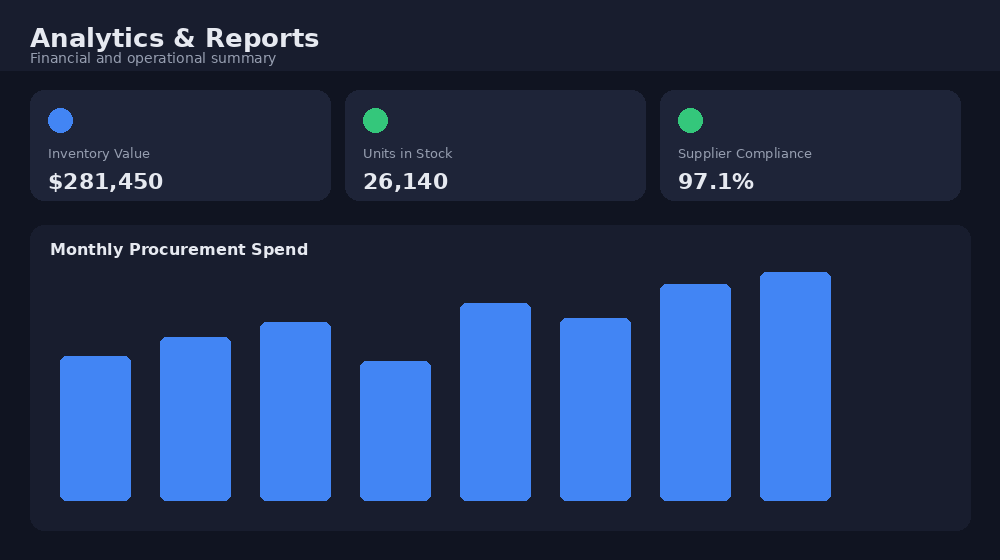 Analytics & Reports
Financial and operational summary
Inventory Value
$281,450
Units in Stock
26,140
Supplier Compliance
97.1%
Monthly Procurement Spend